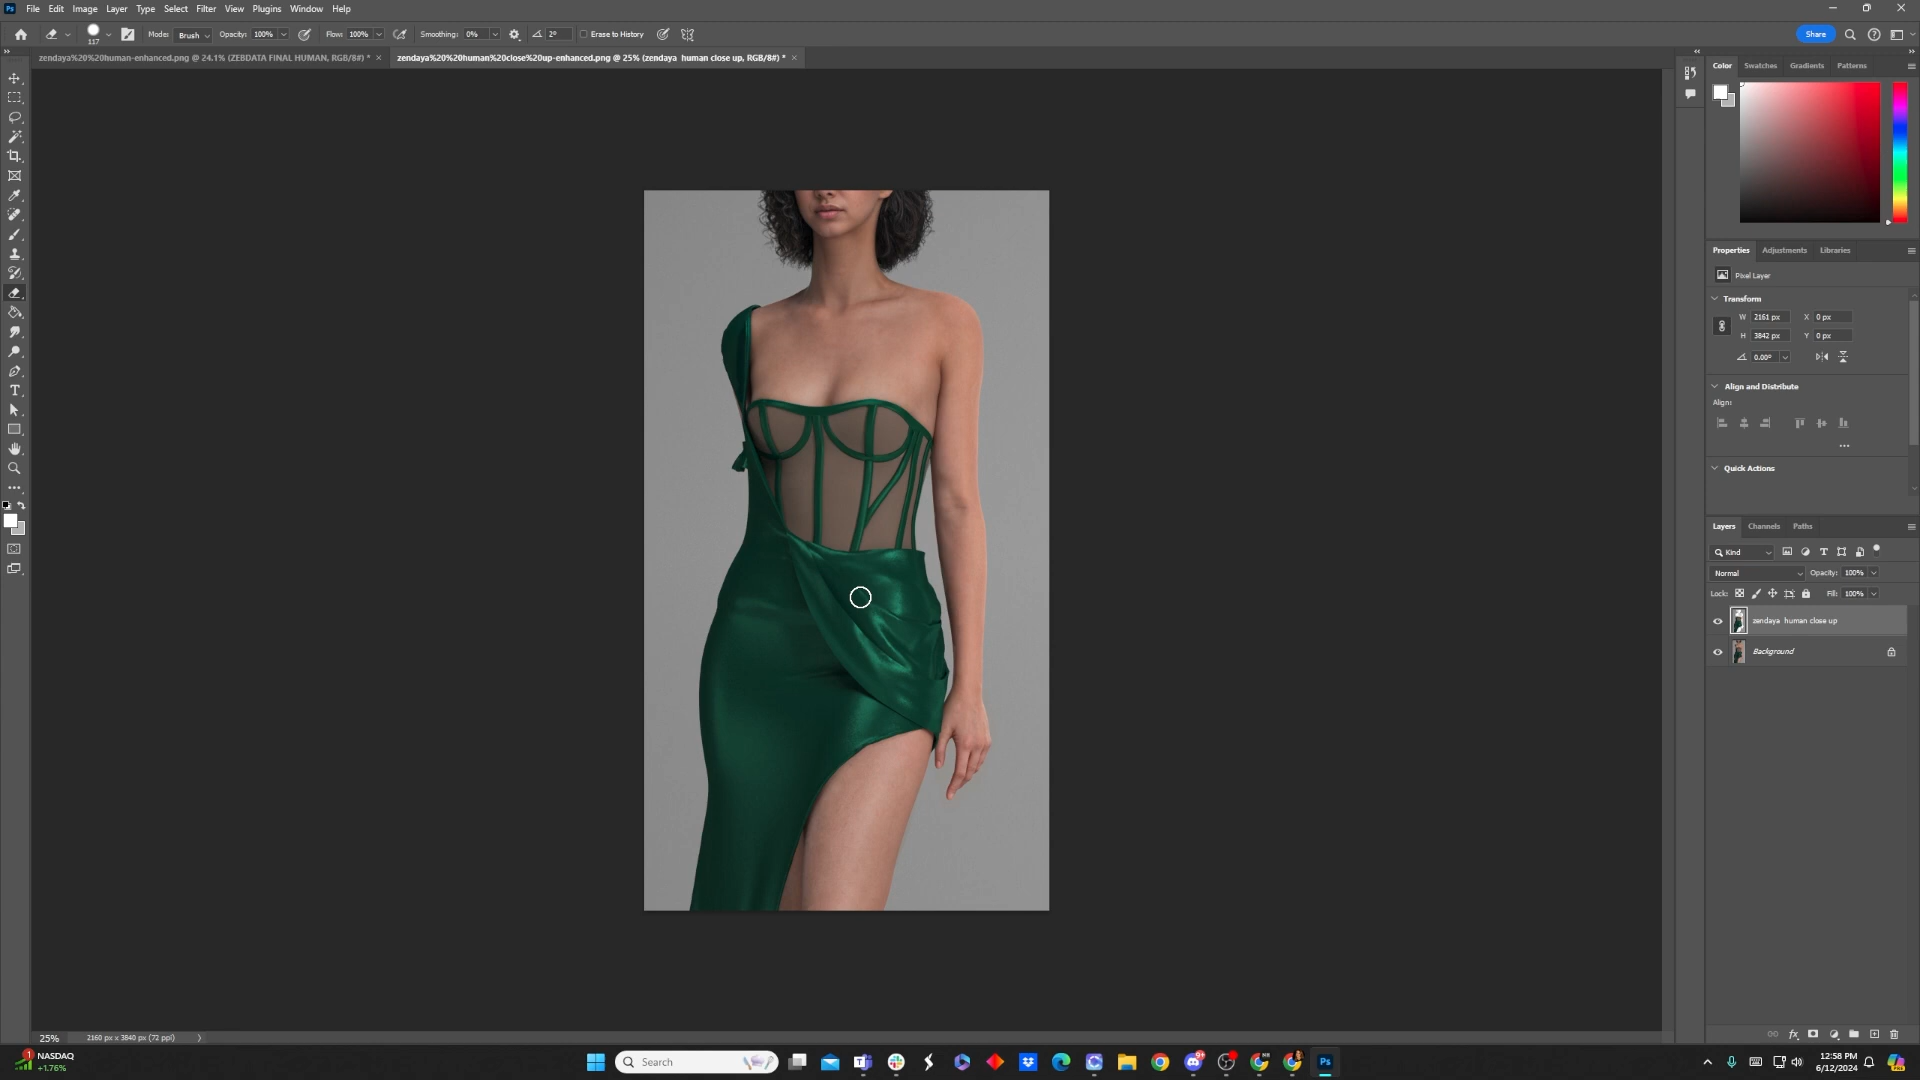 Ps File Edit Image Layer Type Select Filter View Plugins Window Help
117 Mode: Brush Opacity: 100% Flow: 100% Smoothing: 0% 2° Erase to History Share
zendaya%20%20human-enhanced.png @ 24.1% (ZEBDATA FINAL HUMAN, RGB/8#) * × zendaya%20%20human%20close%20up-enhanced.png @ 25% (zendaya human close up, RGB/8#) * ×
Color Swatches Gradients Patterns
Properties Adjustments Libraries
Pixel Layer
Transform
W 2161 px X 0 px
H 3842 px Y 0 px
0.00°
Align and Distribute
Align:
Quick Actions
Layers Channels Paths
Kind
Normal Opacity: 100%
Lock: Fill: 100%
zendaya human close up
Background
25% 2160 px x 3840 px (72 ppi)
1 NASDAQ
+1.76%
Search
Ps
12:58 PM
6/12/2024